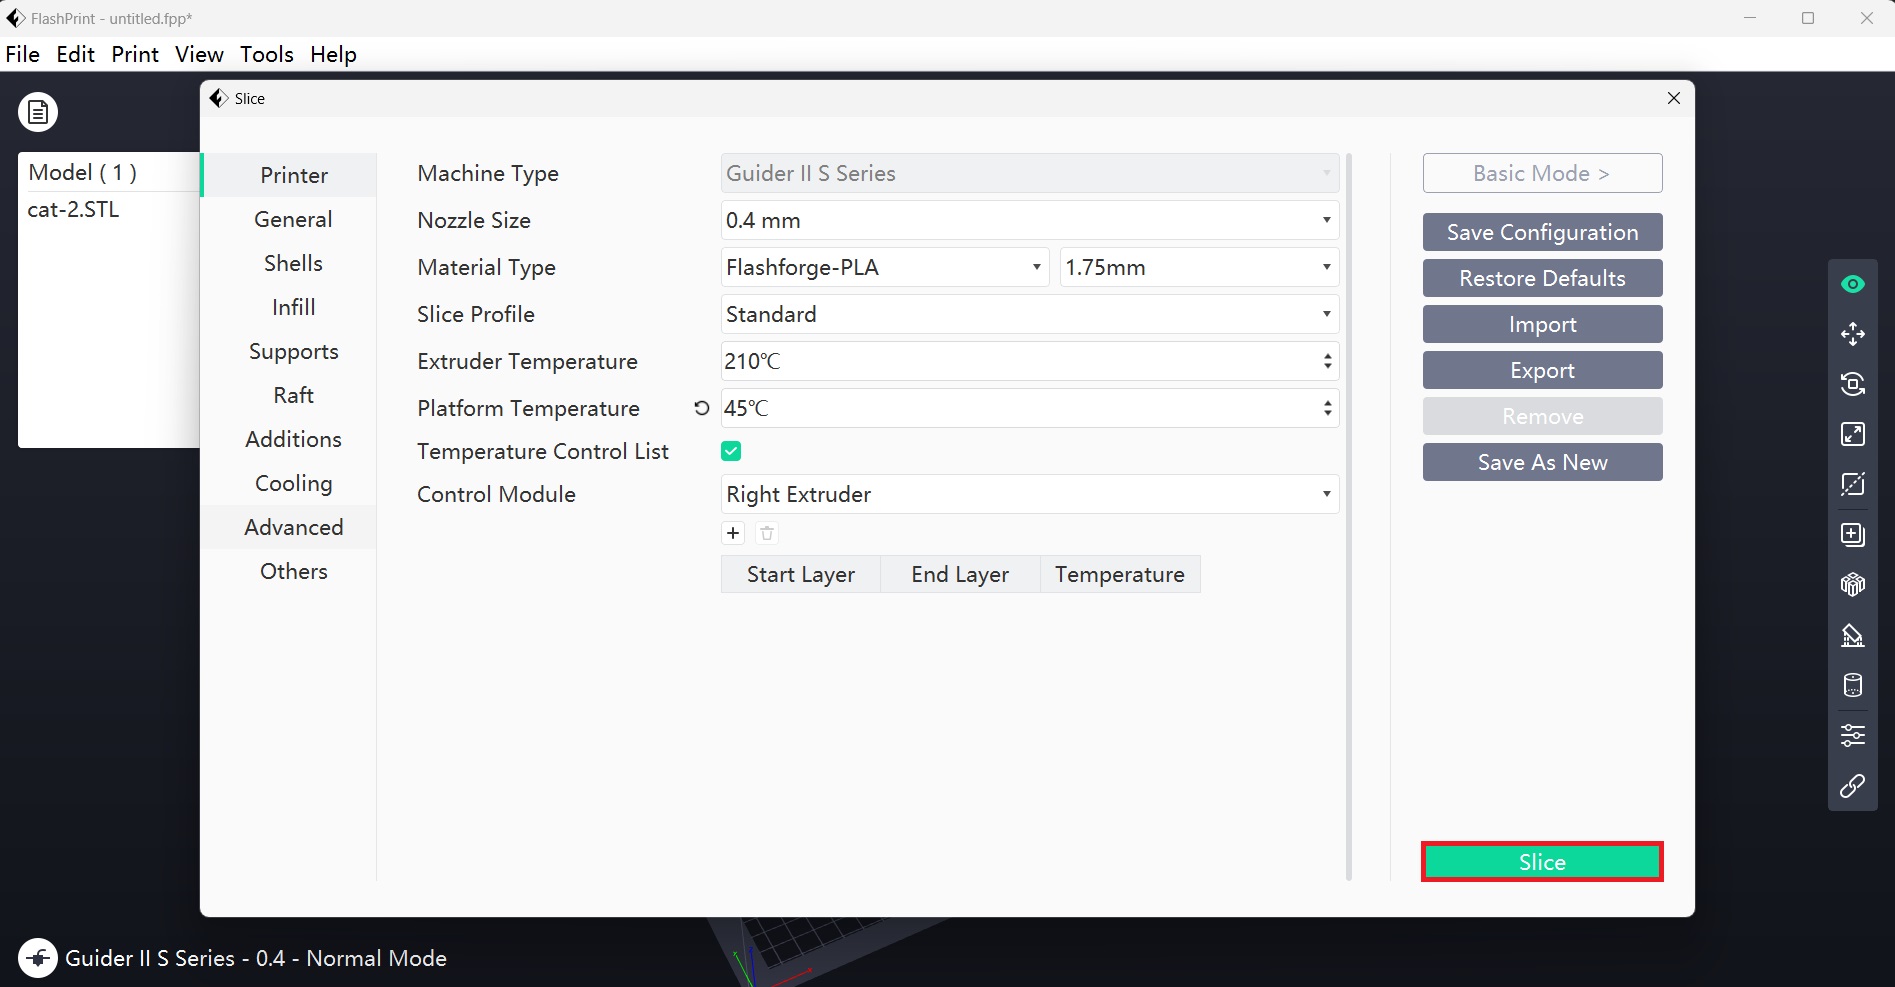 FlashPrint - untitled.fpp*
File Edit Print View Tools Help
Slice
Model ( 1 )
cat-2.STL
Printer
General
Shells
Infill
Supports
Raft
Additions
Cooling
Advanced
Others
Machine Type Guider II S Series
Nozzle Size 0.4 mm
Material Type Flashforge-PLA 1.75mm
Slice Profile Standard
Extruder Temperature 210℃
Platform Temperature 45℃
Temperature Control List
Control Module Right Extruder
Start Layer End Layer Temperature
Basic Mode >
Save Configuration
Restore Defaults
Import
Export
Remove
Save As New
Slice
Guider II S Series - 0.4 - Normal Mode